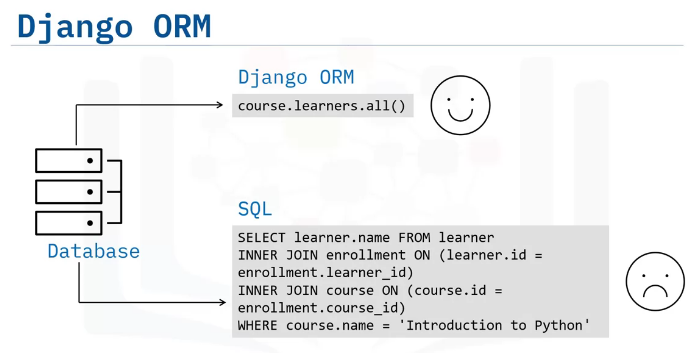 Django ORM
Django ORM
course.learners.all()
Database
SQL
SELECT learner.name FROM learner
INNER JOIN enrollment ON (learner.id =
enrollment.learner_id)
INNER JOIN course ON (course.id =
enrollment.course_id)
WHERE course.name = 'Introduction to Python'